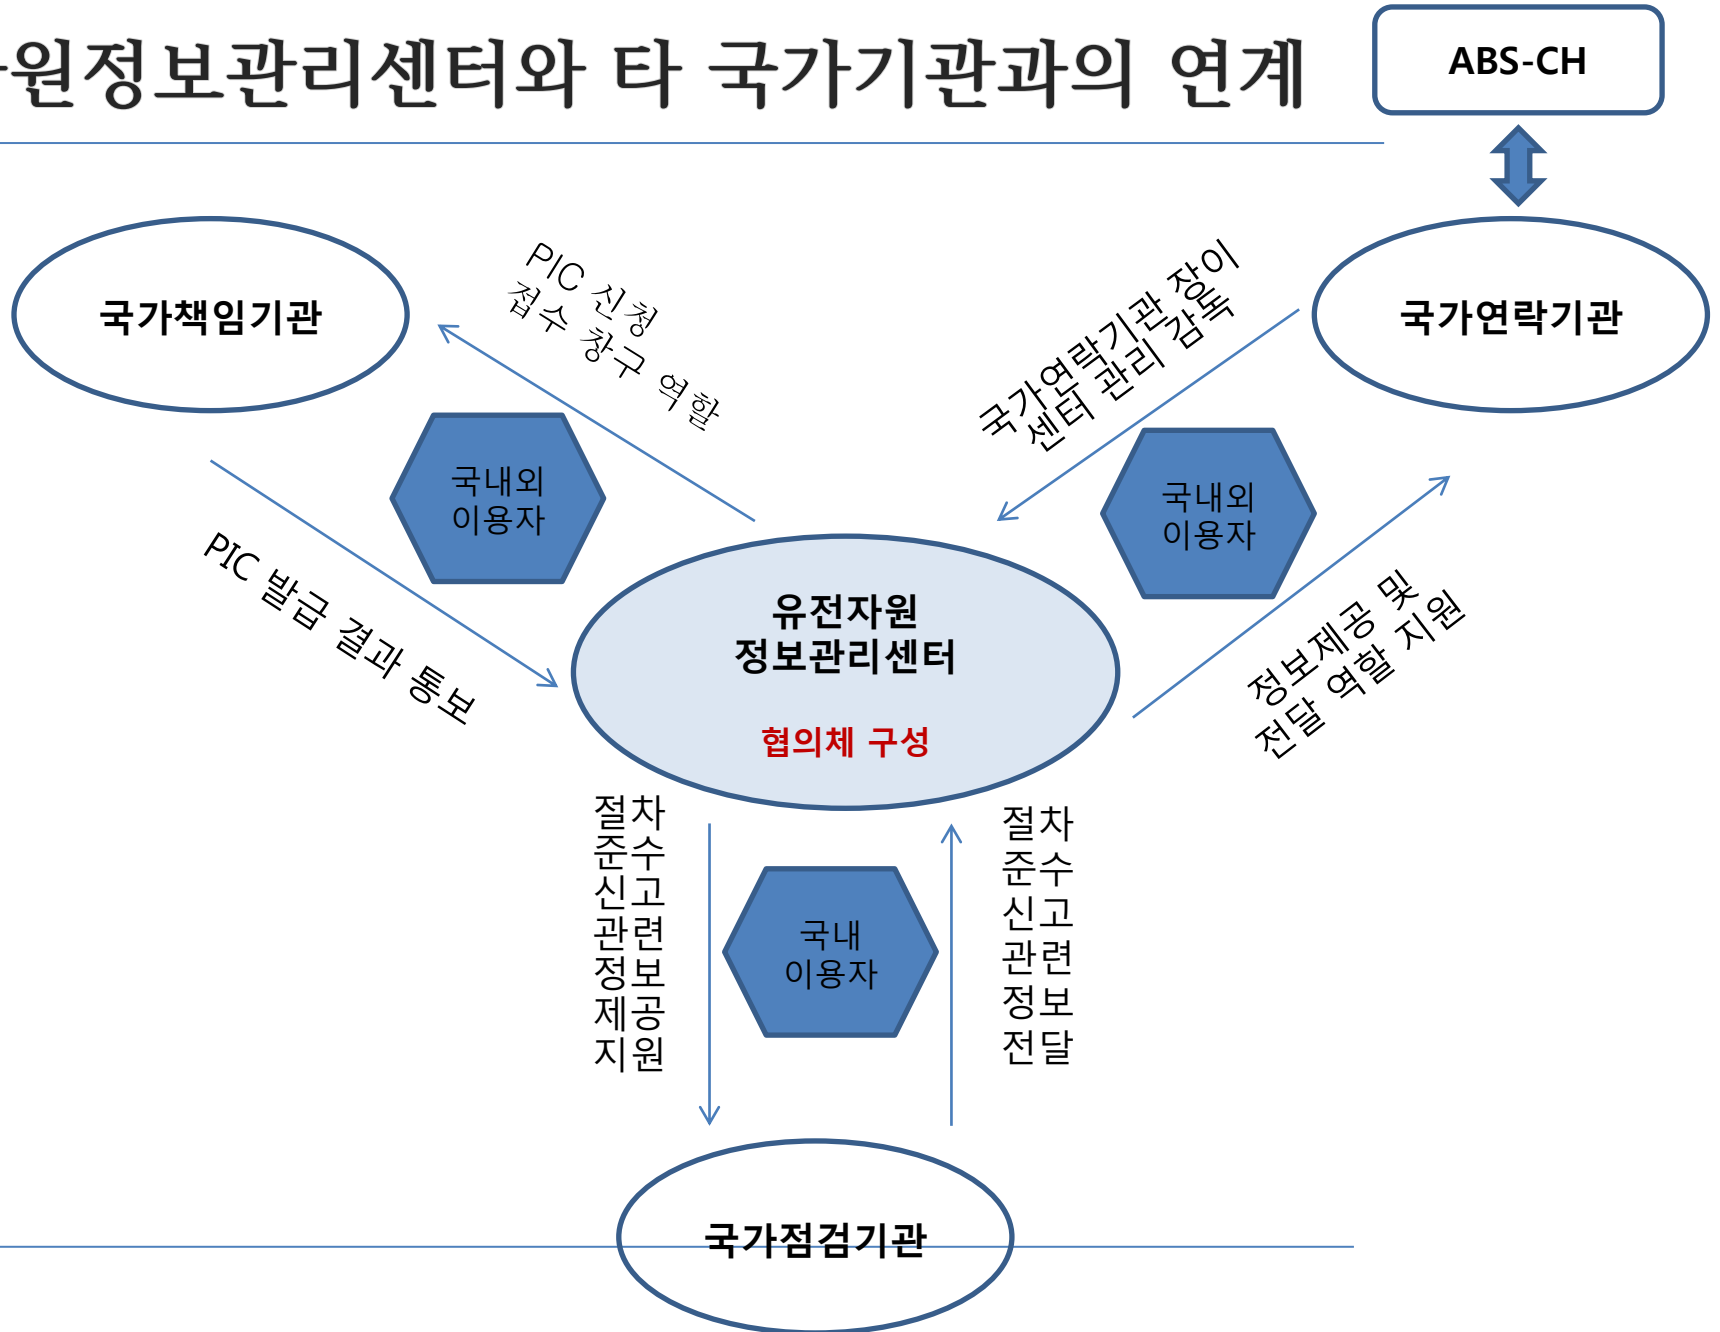 원정보관리센터와 타 국가기관과의 연계
ABS-CH
국가책임기관
PIC 신청
접수 창구 역할
국가연락기관 장이
센터 관리 감독
국가연락기관
국내외
이용자
국내외
이용자
PIC 발급 결과 통보
유전자원
정보관리센터
협의체 구성
정보제공 및
전달 역할 지원
절차
준수
신고
관련
정보
제공
지원
국내
이용자
절차
준수
신고
관련
정보
전달
국가점검기관